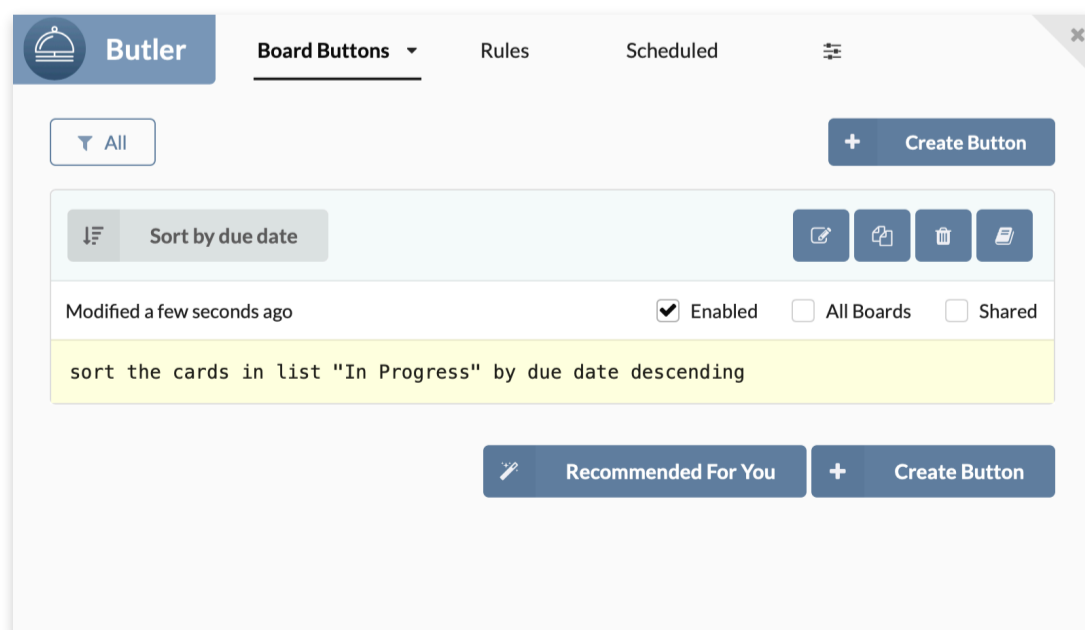 Butler Board Buttons Rules Scheduled
All Create Button
Sort by due date
Modified a few seconds ago Enabled All Boards Shared
sort the cards in list "In Progress" by due date descending
Recommended For You Create Button